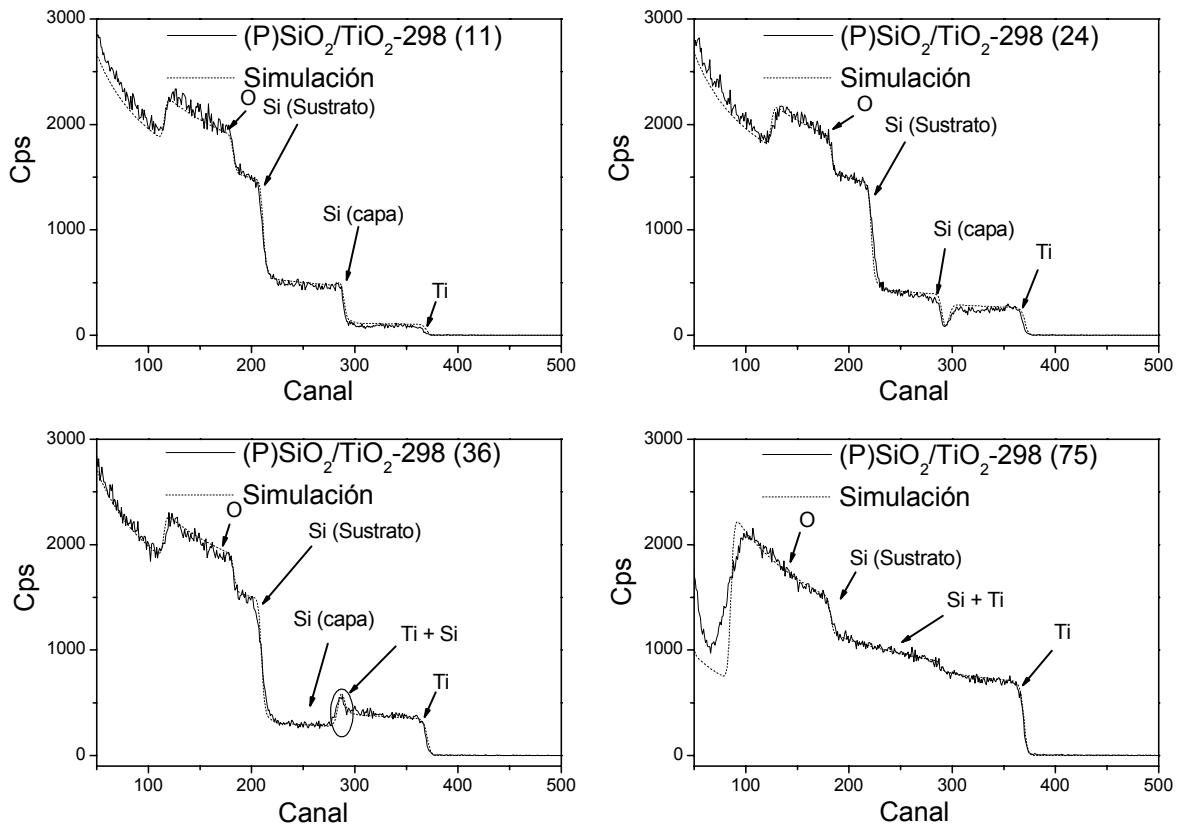 3000
2000
1000
0
100
200
300
400
500
Cps
Canal
(P)SiO₂/TiO₂-298 (11)
Simulación
O
Si (Sustrato)
Si (capa)
Ti
3000
2000
1000
0
100
200
300
400
500
Cps
Canal
(P)SiO₂/TiO₂-298 (24)
Simulación
O
Si (Sustrato)
Si (capa)
Ti
3000
2000
1000
0
100
200
300
400
500
Cps
Canal
(P)SiO₂/TiO₂-298 (36)
Simulación
O
Si (Sustrato)
Si (capa)
Ti + Si
Ti
3000
2000
1000
0
100
200
300
400
500
Cps
Canal
(P)SiO₂/TiO₂-298 (75)
Simulación
O
Si (Sustrato)
Si + Ti
Ti